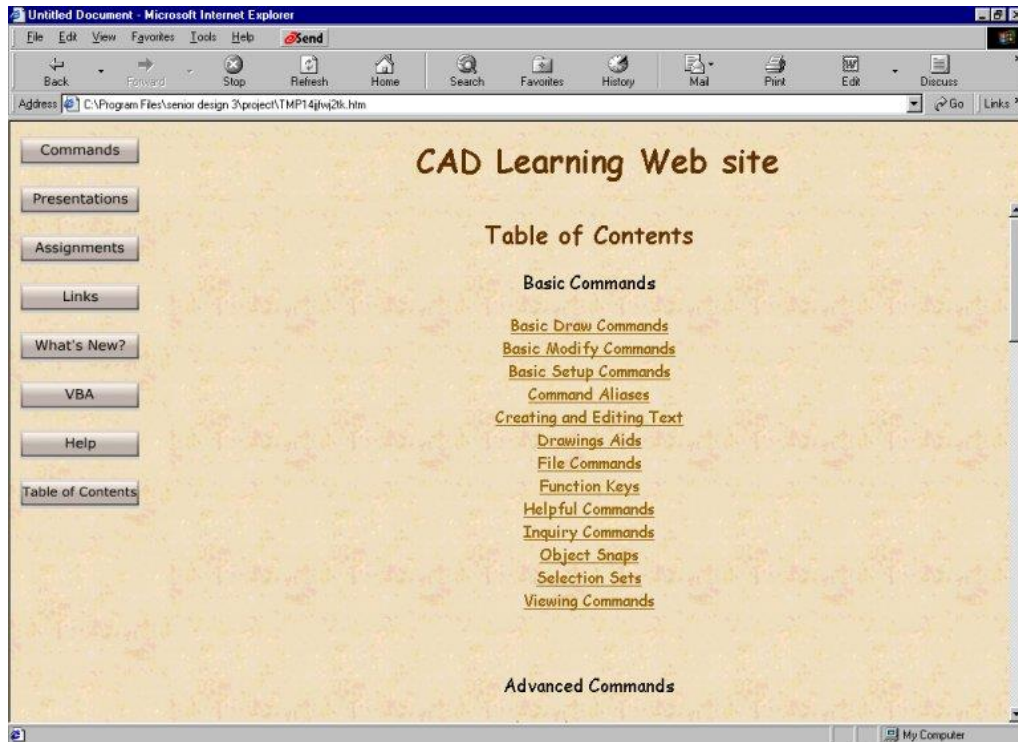 Untitled Document - Microsoft Internet Explorer
File Edit View Favorites Tools Help Send
Back Forward Stop Refresh Home Search Favorites History Mail Print Edit Discuss
Address C:\Program Files\senior design 3\project\TMP14jjfwj2tk.htm Go Links
Commands
Presentations
Assignments
Links
What's New?
VBA
Help
Table of Contents
CAD Learning Web site
Table of Contents
Basic Commands
Basic Draw Commands
Basic Modify Commands
Basic Setup Commands
Command Aliases
Creating and Editing Text
Drawings Aids
File Commands
Function Keys
Helpful Commands
Inquiry Commands
Object Snaps
Selection Sets
Viewing Commands
Advanced Commands
My Computer